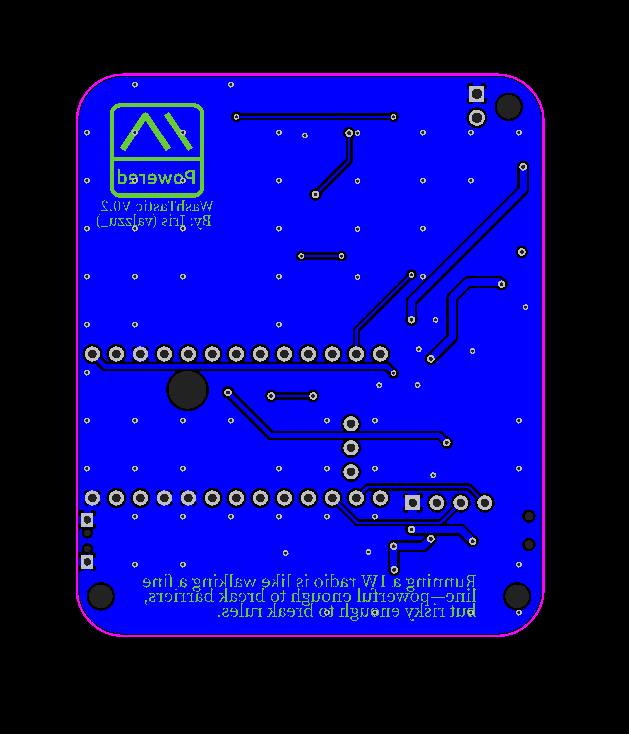 Powered
WashTastic V0.2
By: Iris (valzzu_)
Running a 1W radio is like walking a fine
line—powerful enough to break barriers,
but risky enough to break rules.